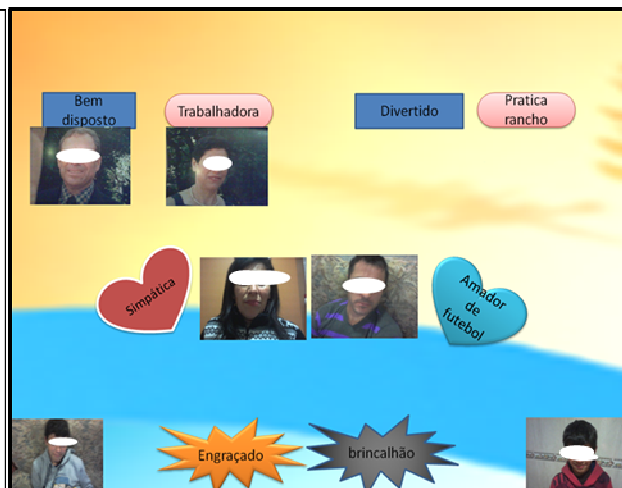 Bem
disposto
Trabalhadora
Divertido
Pratica
rancho
Simpática
Amador
de
futebol
Engraçado
brincalhão